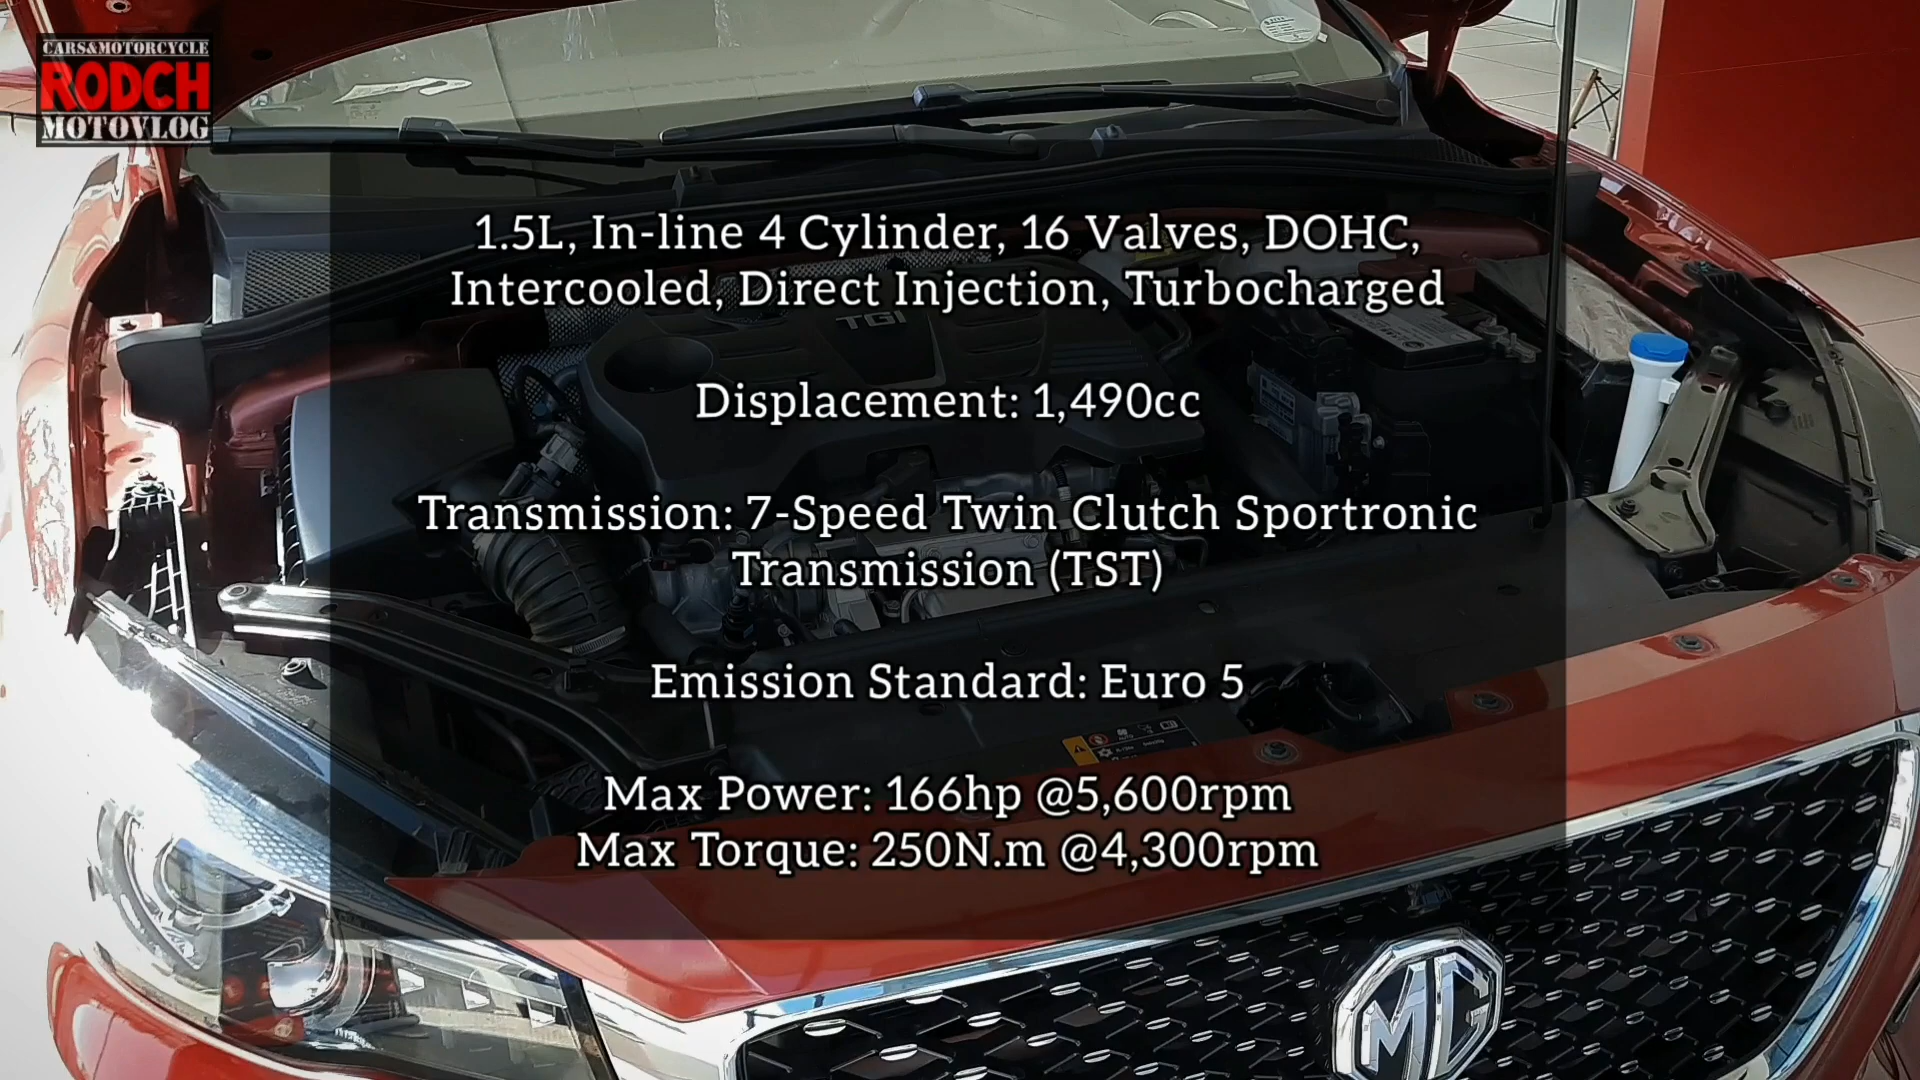 CARS&MOTORCYCLE
RODCH
MOTOVLOG
1.5L, In-line 4 Cylinder, 16 Valves, DOHC,
Intercooled, Direct Injection, Turbocharged
TGI
Displacement: 1,490cc
Transmission: 7-Speed Twin Clutch Sportronic
Transmission (TST)
Emission Standard: Euro 5
Max Power: 166hp @5,600rpm
Max Torque: 250N.m @4,300rpm
MG